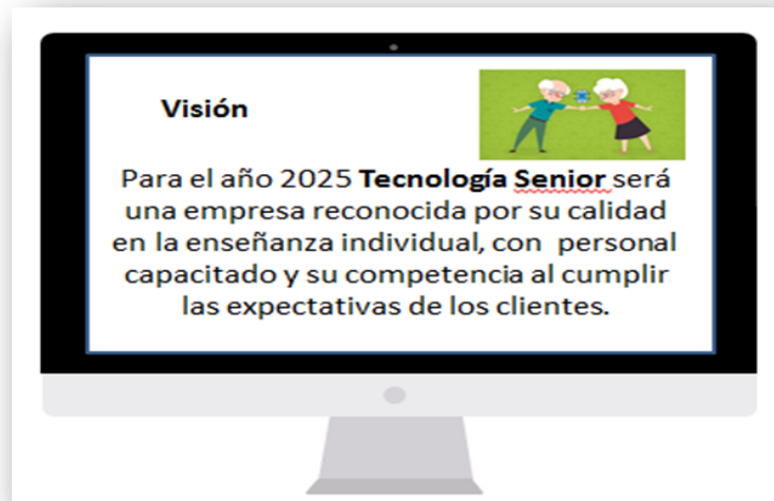 Visión
Para el año 2025 Tecnología Senior será
una empresa reconocida por su calidad
en la enseñanza individual, con personal
capacitado y su competencia al cumplir
las expectativas de los clientes.